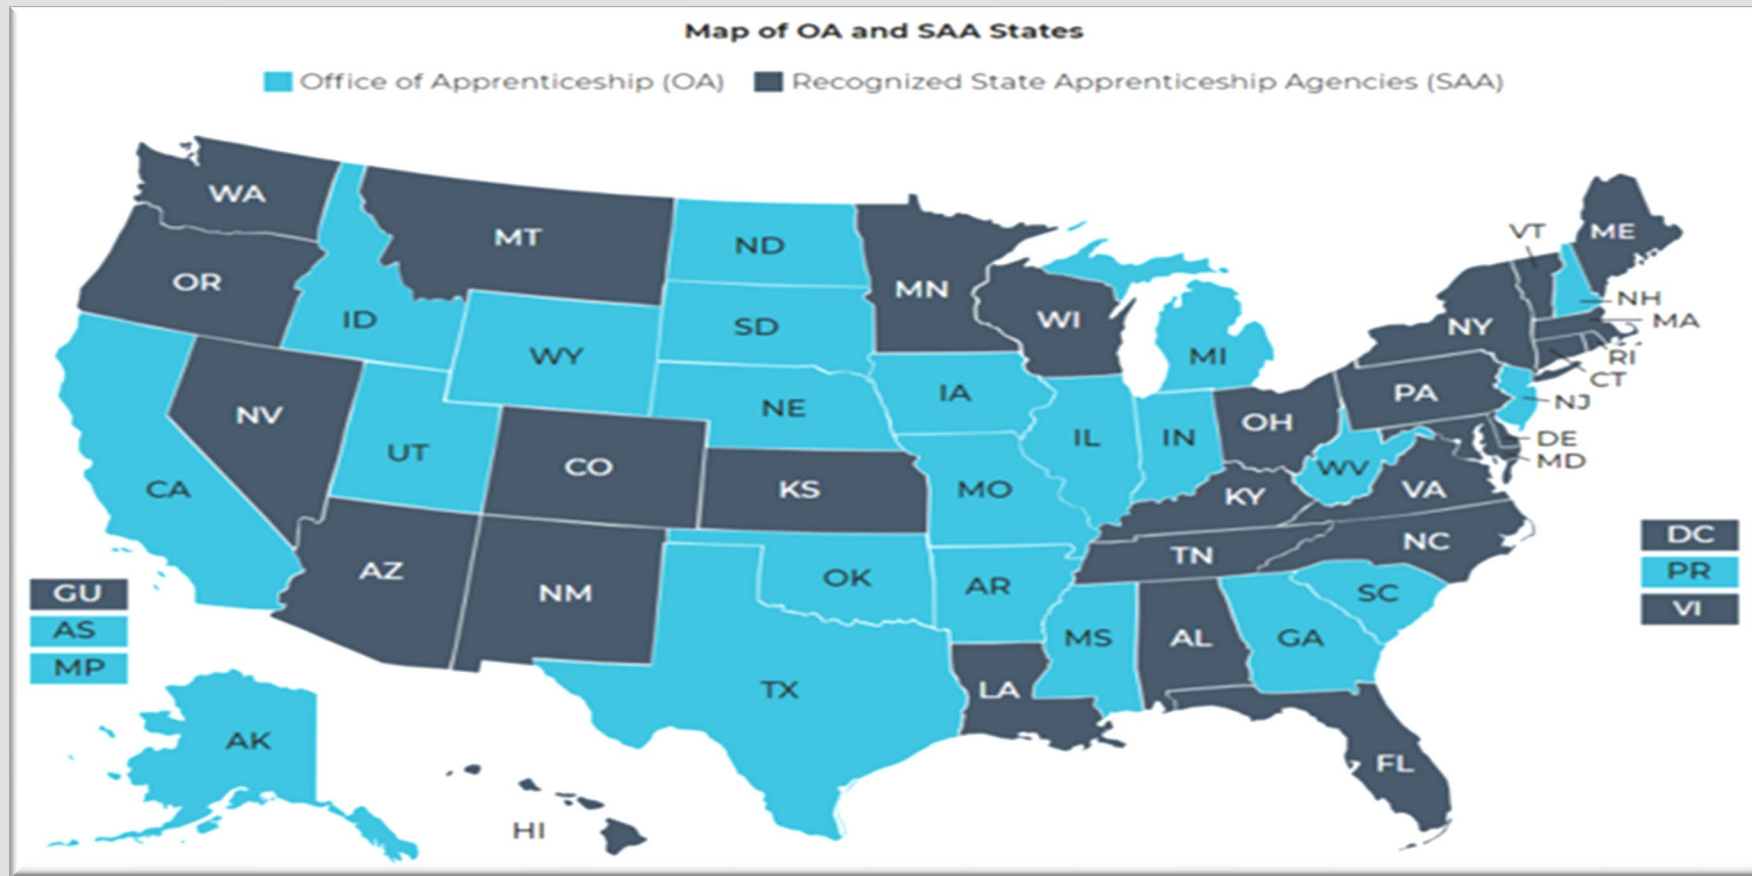 Map of OA and SAA States
Office of Apprenticeship (OA) Recognized State Apprenticeship Agencies (SAA)
WA
MT
ND
MN
VT
ME
OR
ID
SD
WI
NH
NY
MA
WY
MI
RI
CT
NV
NE
IA
PA
NJ
UT
CO
IL
IN
OH
DE
MD
CA
KS
MO
WV
KY
VA
AZ
NM
OK
AR
TN
NC
SC
DC
PR
VI
GU
AS
MP
MS
AL
GA
TX
LA
AK
FL
HI